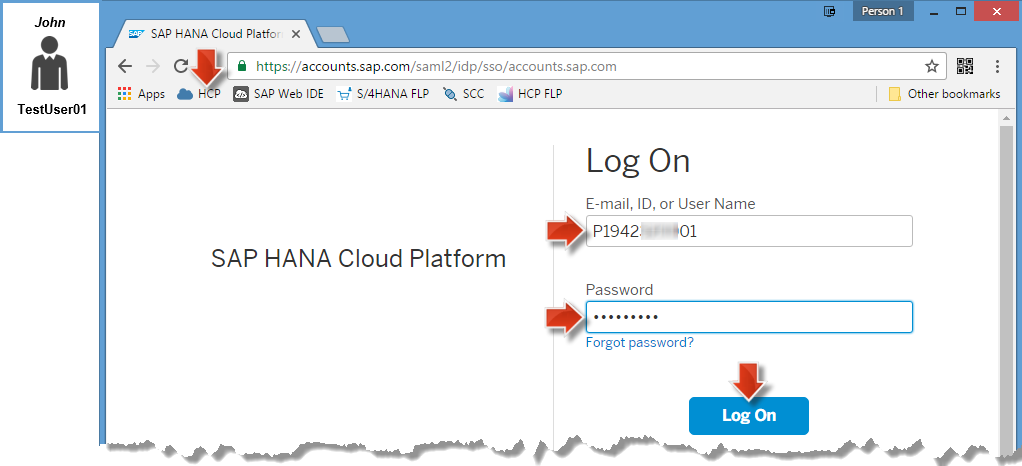 John
TestUser01
Person 1
SAP HANA Cloud Platfor
https://accounts.sap.com/saml2/idp/sso/accounts.sap.com
Apps HCP SAP Web IDE S/4HANA FLP SCC HCP FLP Other bookmarks
Log On
E-mail, ID, or User Name
P1942 01
SAP HANA Cloud Platform
Password
•••••••••
Forgot password?
Log On